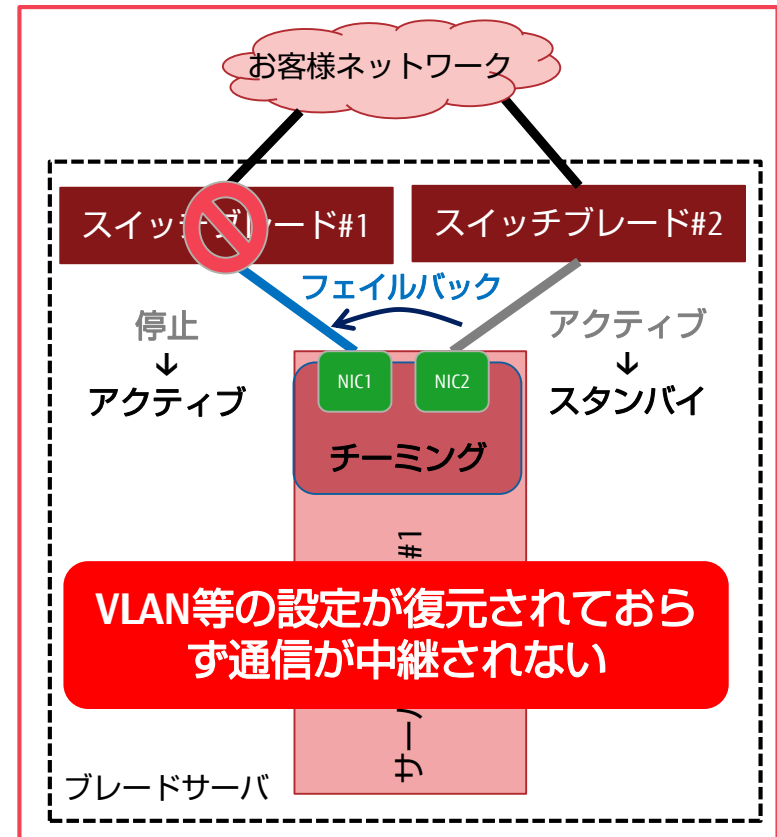 お客様ネットワーク
スイッチブレード#1
スイッチブレード#2
フェイルバック
停止
↓
アクティブ
アクティブ
↓
スタンバイ
NIC1
NIC2
チーミング
#1
VLAN等の設定が復元されておら
ず通信が中継されない
サー
ブレードサーバ